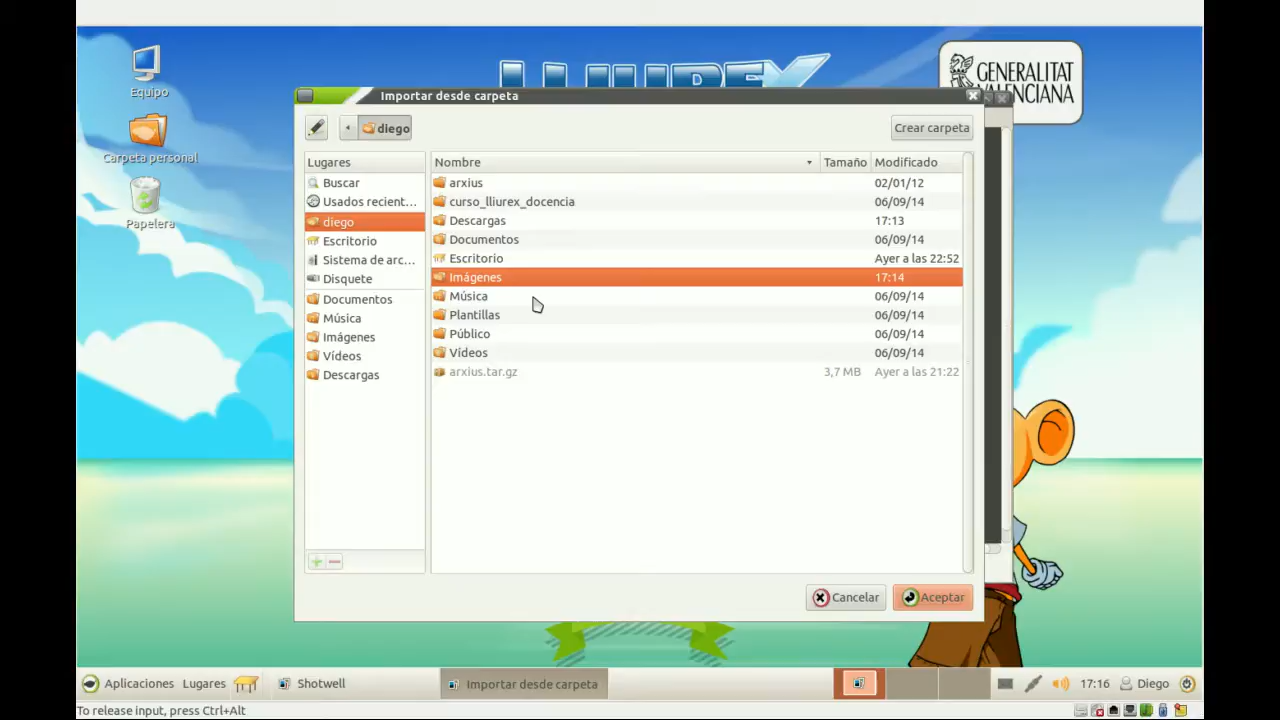 LLIUREX
GENERALITAT
VALENCIANA
Equipo
Carpeta personal
Papelera
Importar desde carpeta
diego
Crear carpeta
Lugares
Buscar
Usados recient...
diego
Escritorio
Sistema de arc...
Disquete
Documentos
Música
Imágenes
Vídeos
Descargas
Nombre Tamaño Modificado
arxius 02/01/12
curso_lliurex_docencia 06/09/14
Descargas 17:13
Documentos 06/09/14
Escritorio Ayer a las 22:52
Imágenes 17:14
Música 06/09/14
Plantillas 06/09/14
Público 06/09/14
Vídeos 06/09/14
arxius.tar.gz 3,7 MB Ayer a las 21:22
Cancelar Aceptar
Aplicaciones Lugares Shotwell Importar desde carpeta 17:16 Diego
To release input, press Ctrl+Alt